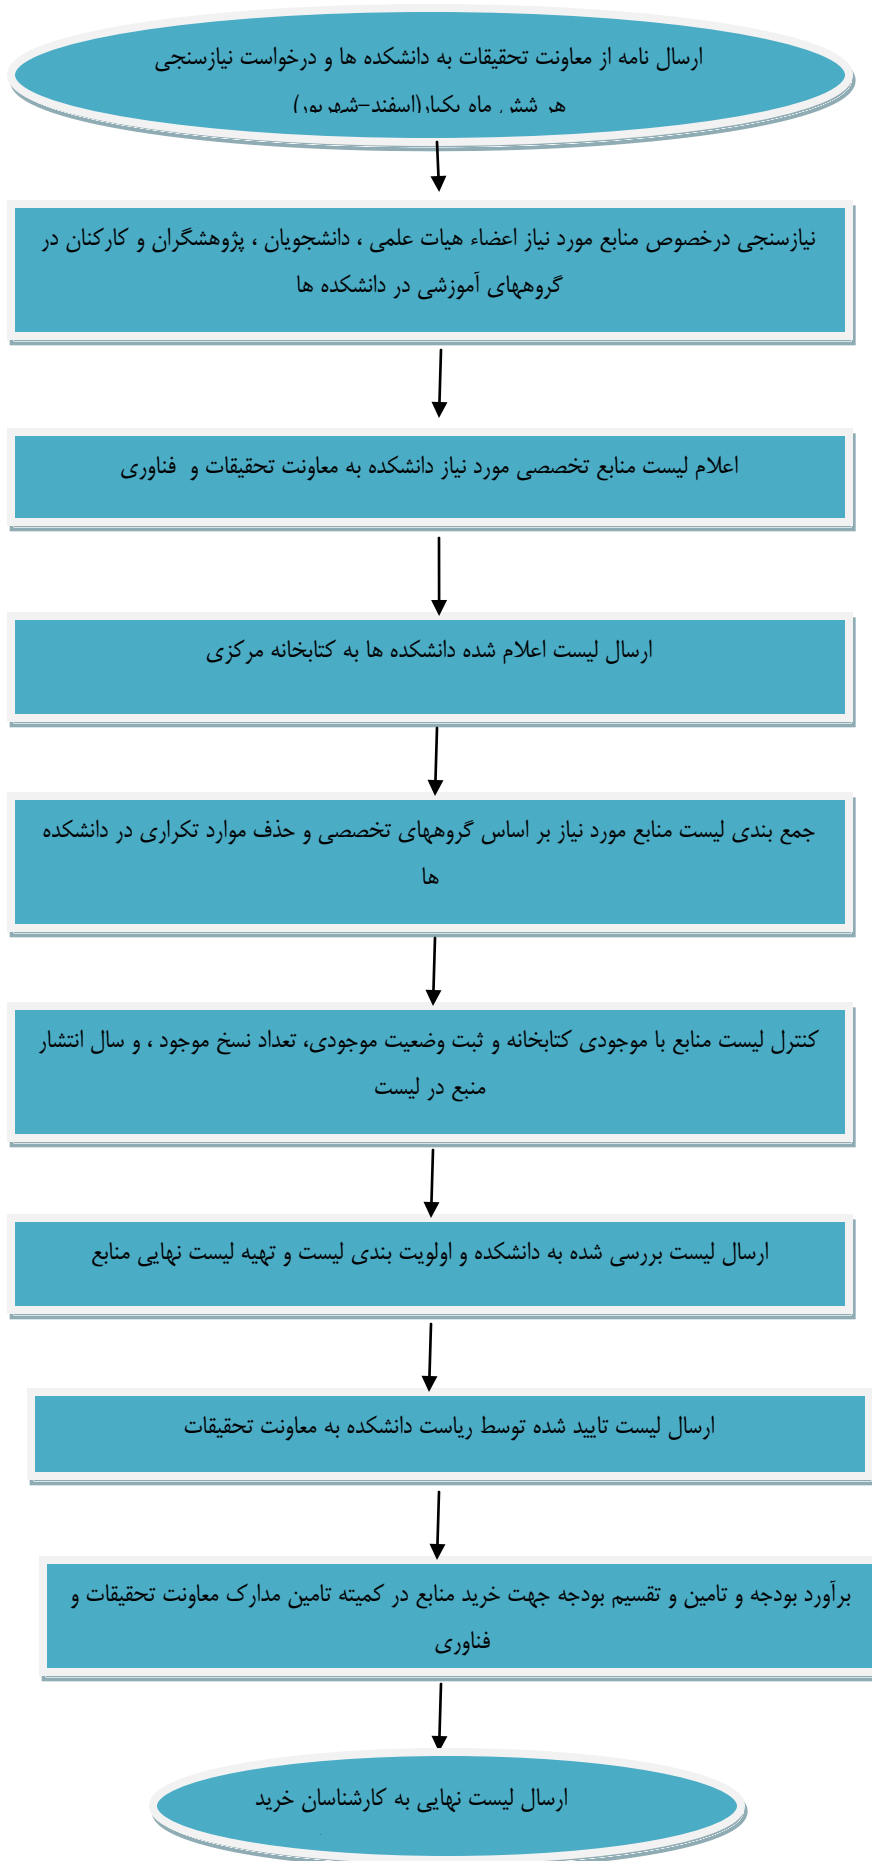 ارسال نامه از معاونت تحقیقات به دانشکده ها و درخواست نیازسنجی
هر شش ماه یکبار(اسفند-شهریور)
نیازسنجی درخصوص منابع مورد نیاز اعضاء هیات علمی ، دانشجویان ، پژوهشگران و کارکنان در
گروههای آموزشی در دانشکده ها
اعلام لیست منابع تخصصی مورد نیاز دانشکده به معاونت تحقیقات و فناوری
ارسال لیست اعلام شده دانشکده ها به کتابخانه مرکزی
جمع بندی لیست منابع مورد نیاز بر اساس گروههای تخصصی و حذف موارد تکراری در دانشکده
ها
کنترل لیست منابع با موجودی کتابخانه و ثبت وضعیت موجودی، تعداد نسخ موجود ، و سال انتشار
منبع در لیست
ارسال لیست بررسی شده به دانشکده و اولویت بندی لیست و تهیه لیست نهایی منابع
ارسال لیست تایید شده توسط ریاست دانشکده به معاونت تحقیقات
برآورد بودجه و تامین و تقسیم بودجه جهت خرید منابع در کمیته تامین مدارک معاونت تحقیقات و
فناوری
ارسال لیست نهایی به کارشناسان خرید